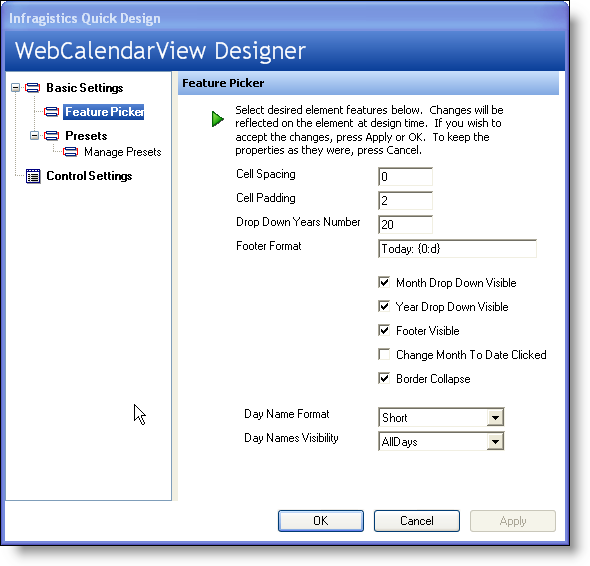 Infragistics Quick Design
WebCalendarView Designer
Basic Settings
Feature Picker
Presets
Manage Presets
Control Settings
Feature Picker
Select desired element features below. Changes will be
reflected on the element at design time. If you wish to
accept the changes, press Apply or OK. To keep the
properties as they were, press Cancel.
Cell Spacing 0
Cell Padding 2
Drop Down Years Number 20
Footer Format Today: {0:d}
Month Drop Down Visible
Year Drop Down Visible
Footer Visible
Change Month To Date Clicked
Border Collapse
Day Name Format Short
Day Names Visibility AllDays
OK Cancel Apply